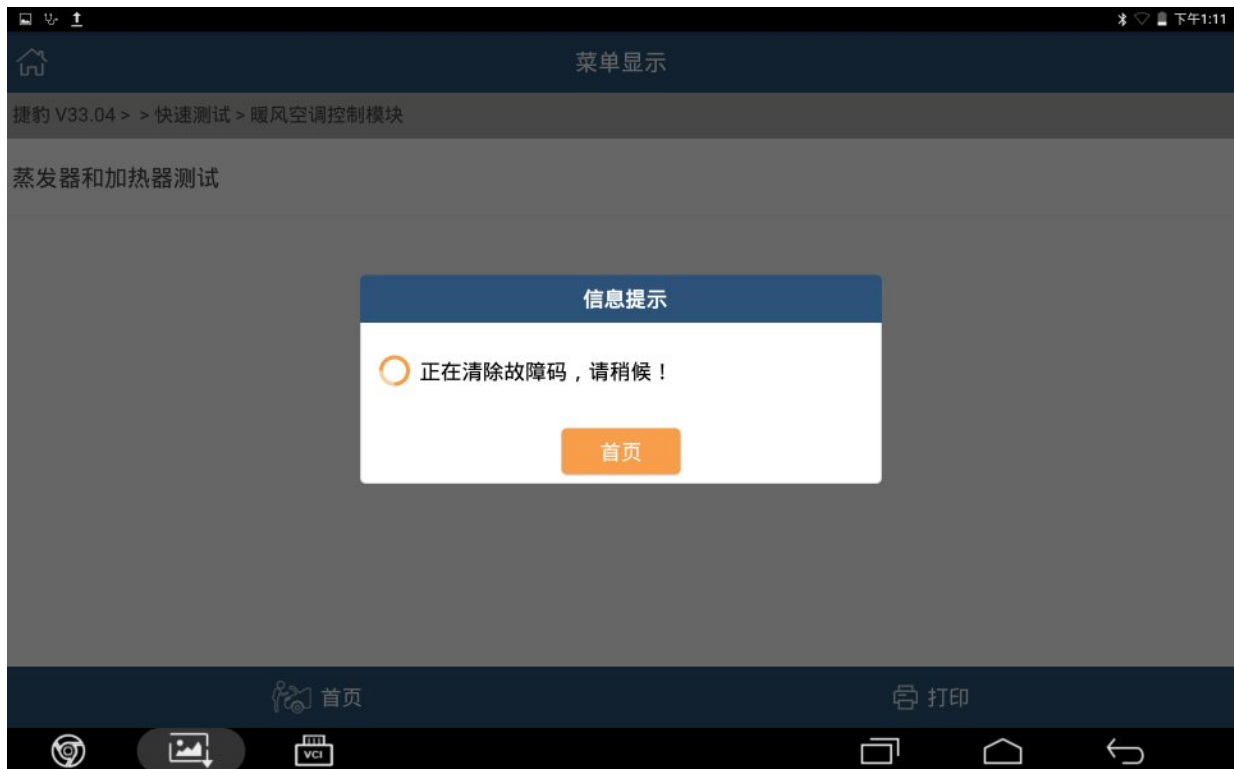 下午1:11
菜单显示
捷豹 V33.04 > > 快速测试 > 暖风空调控制模块
蒸发器和加热器测试
信息提示
正在清除故障码，请稍候！
首页
首页
打印
VCI